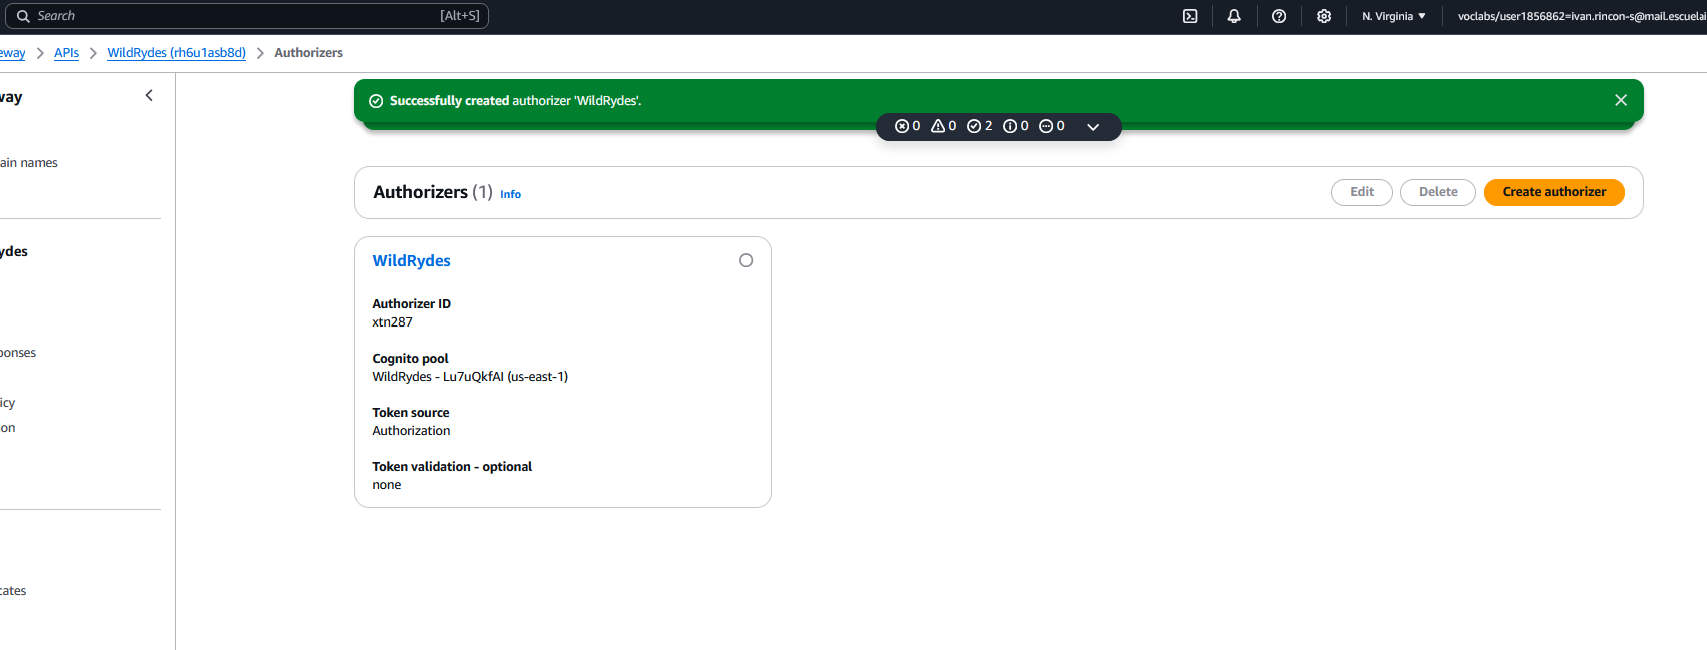 Search [Alt+S] N. Virginia voclabs/user1856862=ivan.rincon-s@mail.escuelai
eway APIs WildRydes (rh6u1asb8d) Authorizers
way
ain names
ydes
ponses
icy
on
cates
Successfully created authorizer 'WildRydes'.
0 0 2 0 0
Authorizers (1) Info Edit Delete Create authorizer
WildRydes
Authorizer ID
xtn287
Cognito pool
WildRydes - Lu7uQkfAI (us-east-1)
Token source
Authorization
Token validation - optional
none